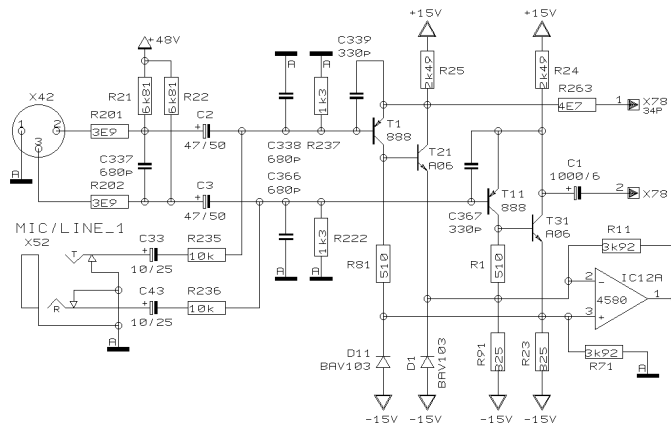 +15V
+15V
C339
330p
+48V
R25
2k49
R24
2k49
R263
4E7
1
X78
34P
X42
1
2
3
R201
3E9
R21
6k81
R22
6k81
C2
+
47/50
A
A
1k3
T1
888
C338
680p
R237
T21
A06
C337
680p
C366
680p
C1
1000/6
+
2
X78
R202
3E9
C3
+
47/50
A
T11
888
C367
330p
T31
A06
MIC/LINE_1
X52
T
C33
+
10/25
R235
10k
1k3
R222
A
A
R81
510
R1
510
R11
3k92
IC12A
2
-
4580
1
3
+
R
C43
+
10/25
R236
10k
A
D11
BAV103
D1
BAV103
R91
825
R23
825
3k92
R71
A
-15V
-15V
-15V
-15V